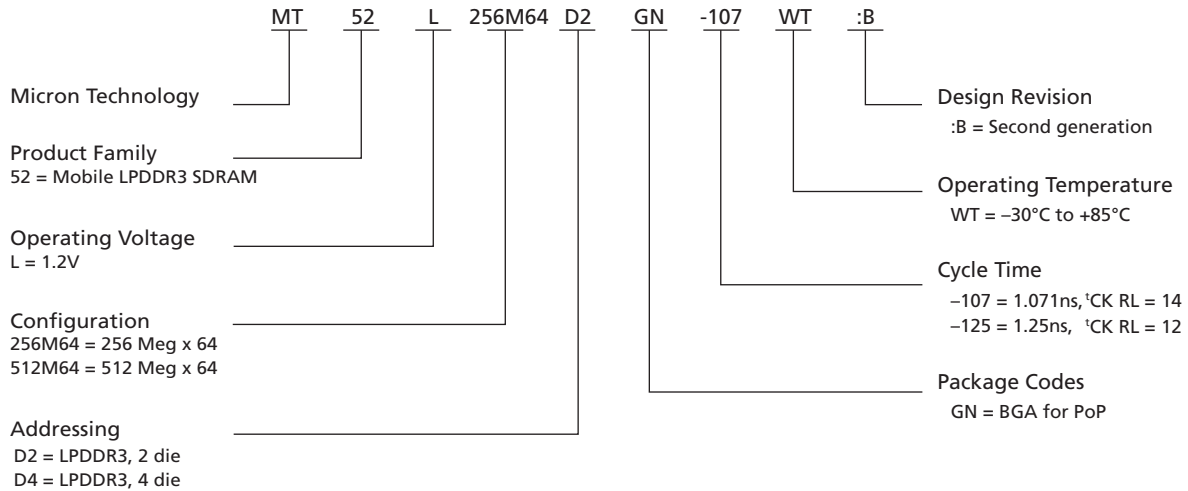 MT 52 L 256M64 D2 GN -107 WT :B
Micron Technology
Product Family
52 = Mobile LPDDR3 SDRAM
Operating Voltage
L = 1.2V
Configuration
256M64 = 256 Meg x 64
512M64 = 512 Meg x 64
Addressing
D2 = LPDDR3, 2 die
D4 = LPDDR3, 4 die
Design Revision
:B = Second generation
Operating Temperature
WT = –30°C to +85°C
Cycle Time
–107 = 1.071ns, ᵗCK RL = 14
–125 = 1.25ns, ᵗCK RL = 12
Package Codes
GN = BGA for PoP